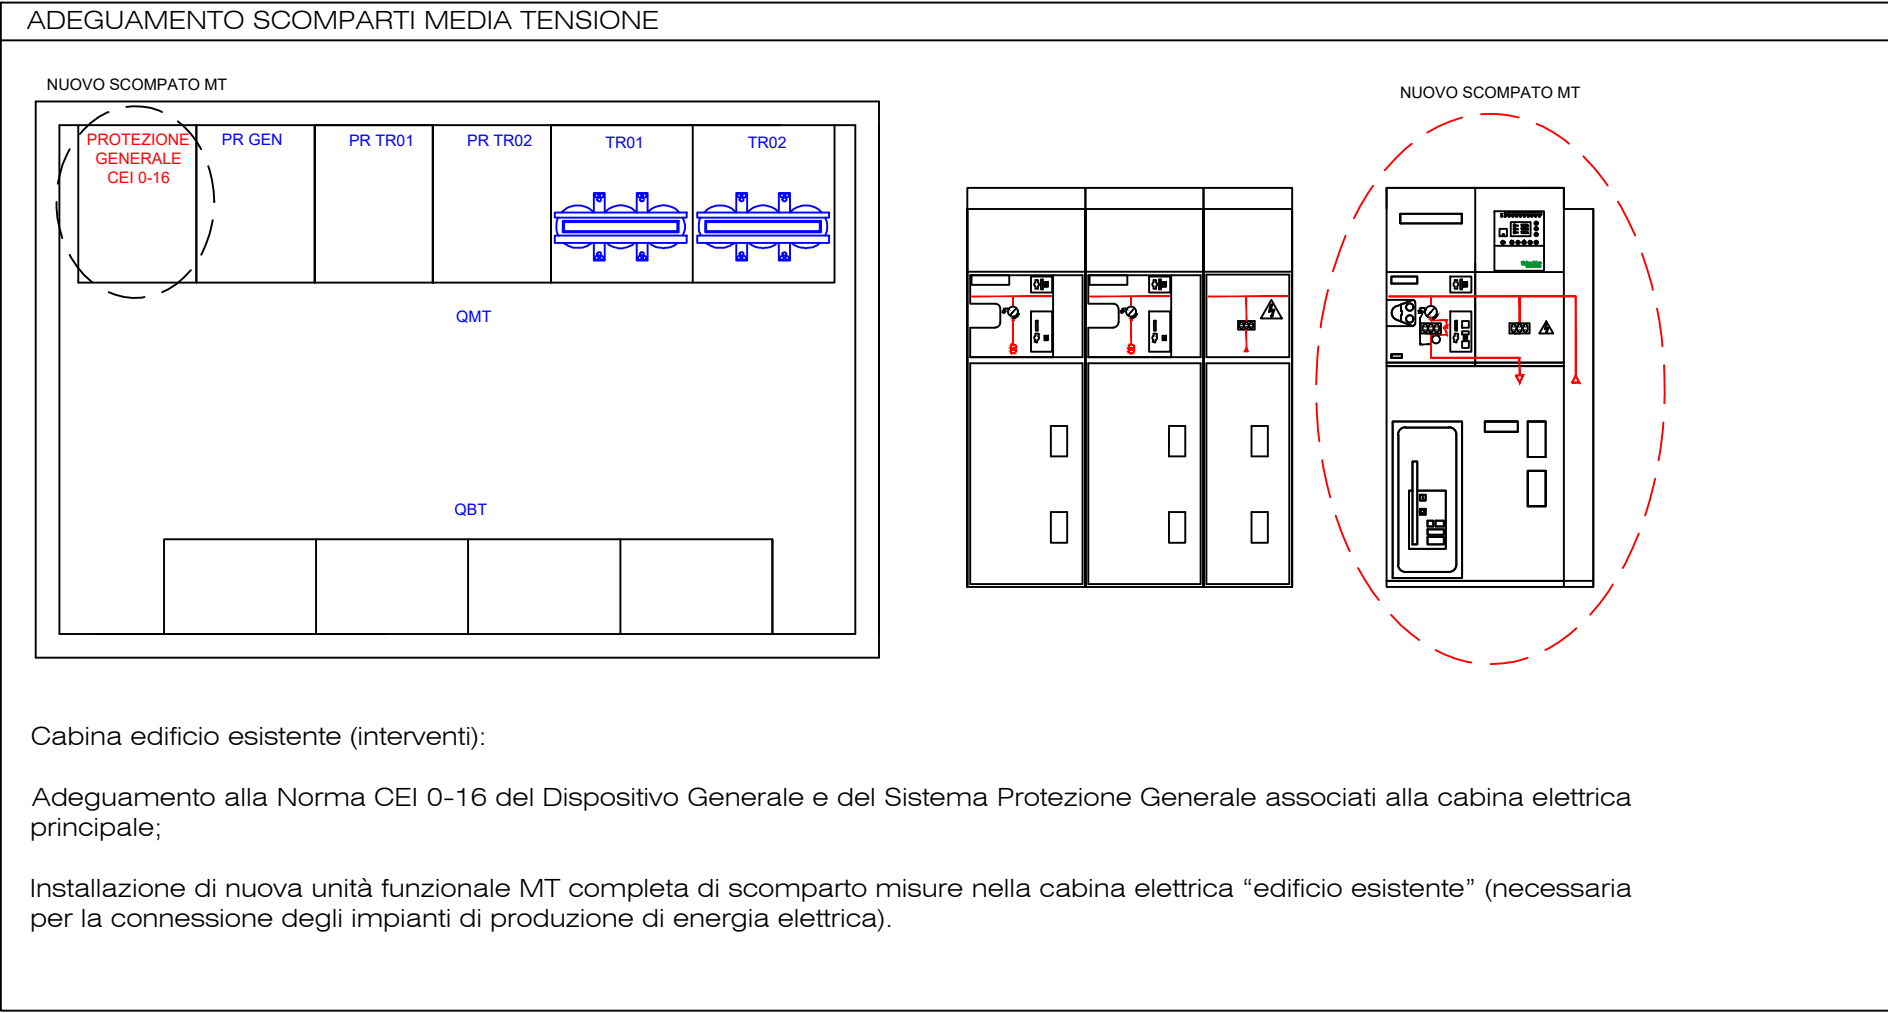 ADEGUAMENTO SCOMPARTI MEDIA TENSIONE
NUOVO SCOMPATO MT
NUOVO SCOMPATO MT
PROTEZIONE
GENERALE
CEI 0-16
PR GEN
PR TR01
PR TR02
TR01
TR02
QMT
QBT
Cabina edificio esistente (interventi):
Adeguamento alla Norma CEI 0-16 del Dispositivo Generale e del Sistema Protezione Generale associati alla cabina elettrica
principale;
Installazione di nuova unità funzionale MT completa di scomparto misure nella cabina elettrica “edificio esistente” (necessaria
per la connessione degli impianti di produzione di energia elettrica).